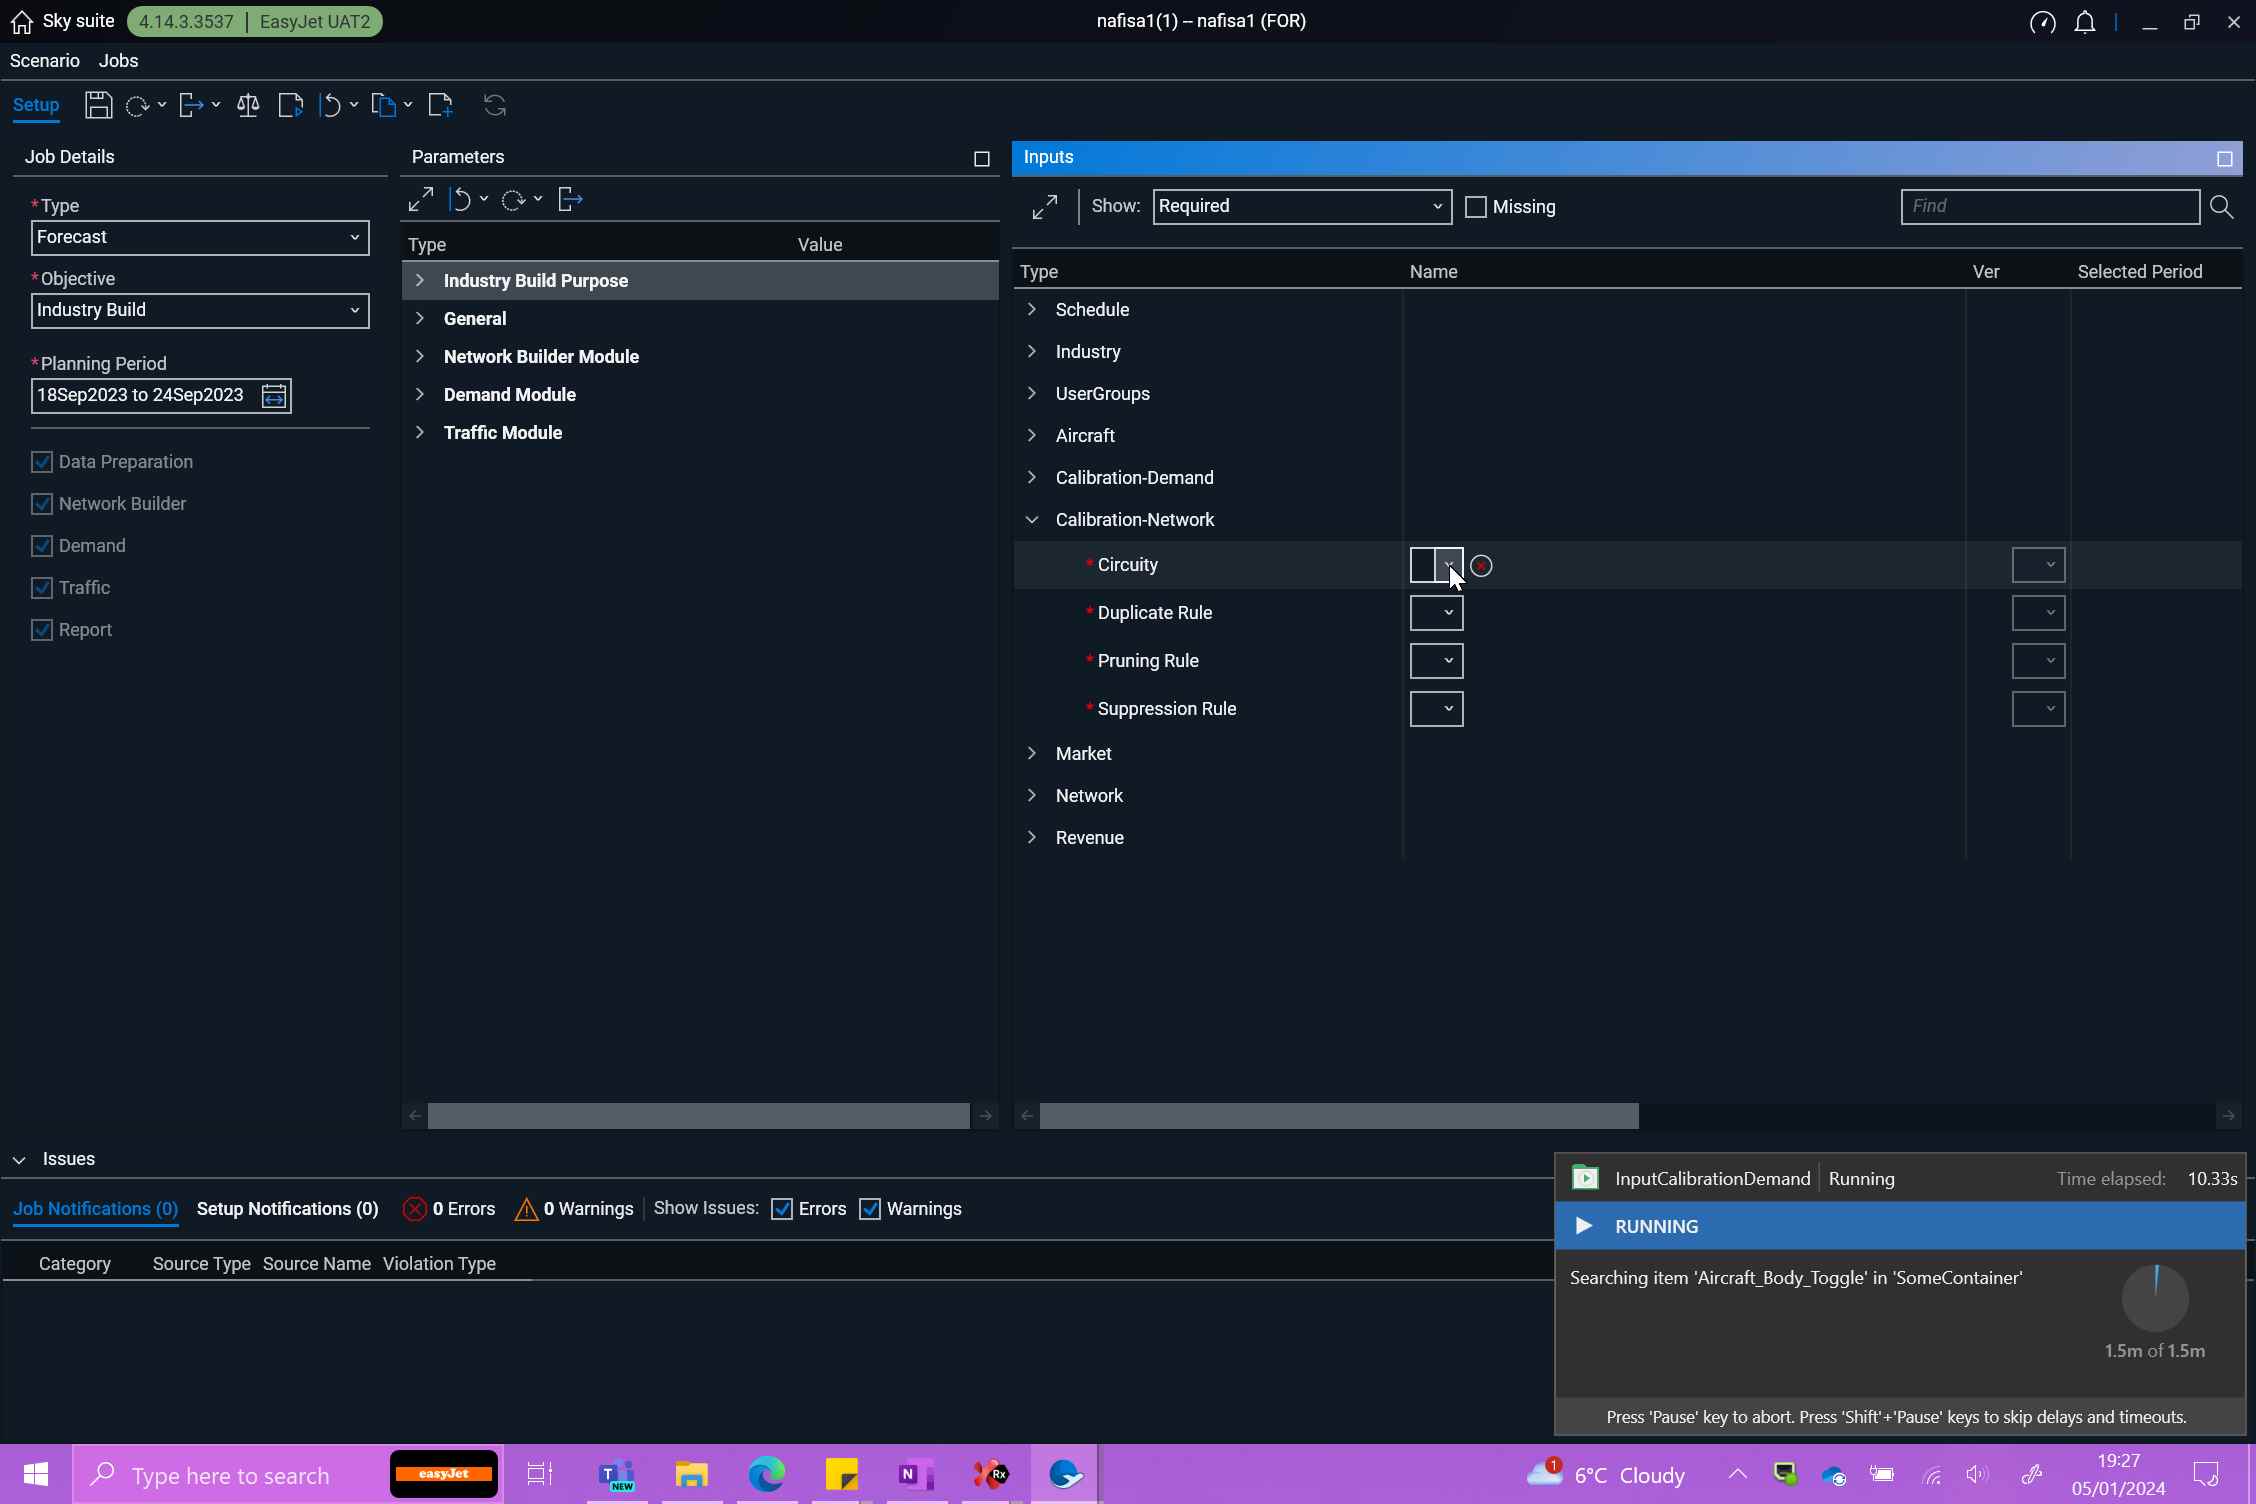 Sky suite 4.14.3.3537 | EasyJet UAT2 nafisa1(1) – nafisa1 (FOR)
Scenario Jobs
Setup
Job Details
*Type
Forecast
*Objective
Industry Build
*Planning Period
18Sep2023 to 24Sep2023
Data Preparation
Network Builder
Demand
Traffic
Report
Parameters
Type Value
Industry Build Purpose
General
Network Builder Module
Demand Module
Traffic Module
Inputs
Show: Required Missing Find
Type Name Ver Selected Period
Schedule
Industry
UserGroups
Aircraft
Calibration-Demand
Calibration-Network
* Circuity
* Duplicate Rule
* Pruning Rule
* Suppression Rule
Market
Network
Revenue
Issues
Job Notifications (0) Setup Notifications (0) 0 Errors 0 Warnings Show Issues: Errors Warnings
Category Source Type Source Name Violation Type
InputCalibrationDemand Running Time elapsed: 10.33s
RUNNING
Searching item 'Aircraft_Body_Toggle' in 'SomeContainer'
1.5m of 1.5m
Press 'Pause' key to abort. Press 'Shift'+'Pause' keys to skip delays and timeouts.
Type here to search easyJet T NEW N Rx 1 6°C Cloudy 19:27
05/01/2024